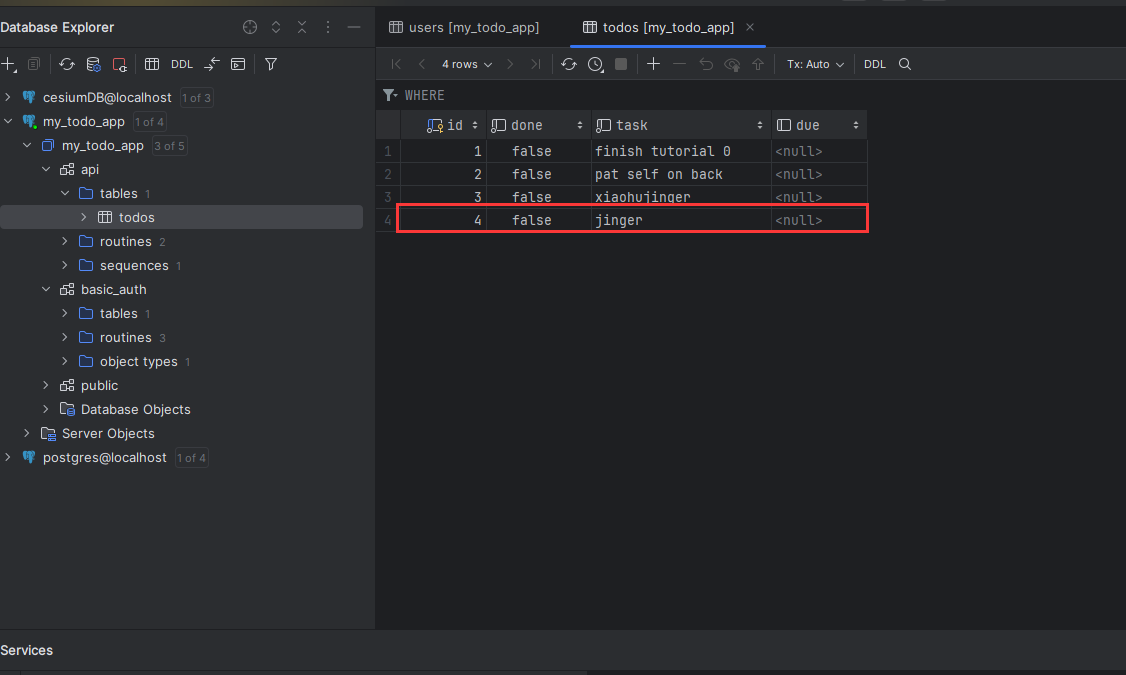 Database Explorer
users [my_todo_app]
todos [my_todo_app]
DDL
4 rows
Tx: Auto
DDL
cesiumDB@localhost 1 of 3
my_todo_app 1 of 4
my_todo_app 3 of 5
api
tables 1
todos
routines 2
sequences 1
basic_auth
tables 1
routines 3
object types 1
public
Database Objects
Server Objects
postgres@localhost 1 of 4
WHERE
id done task due
1 1 false finish tutorial 0 <null>
2 2 false pat self on back <null>
3 3 false xiaohujinger <null>
4 4 false jinger <null>
Services